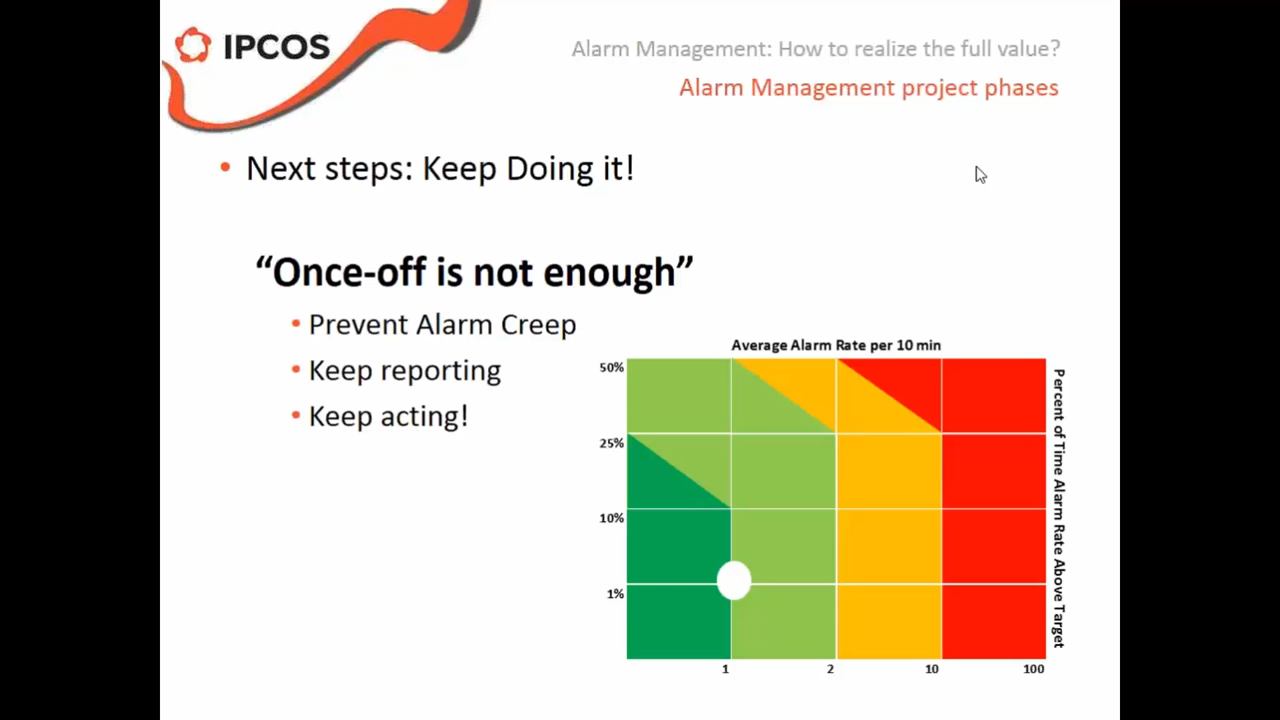 IPCOS
Alarm Management: How to realize the full value?
Alarm Management project phases
• Next steps: Keep Doing it!
“Once-off is not enough”
• Prevent Alarm Creep
• Keep reporting
• Keep acting!
Average Alarm Rate per 10 min
50%
25%
10%
1%
1 2 10 100
Percent of Time Alarm Rate Above Target